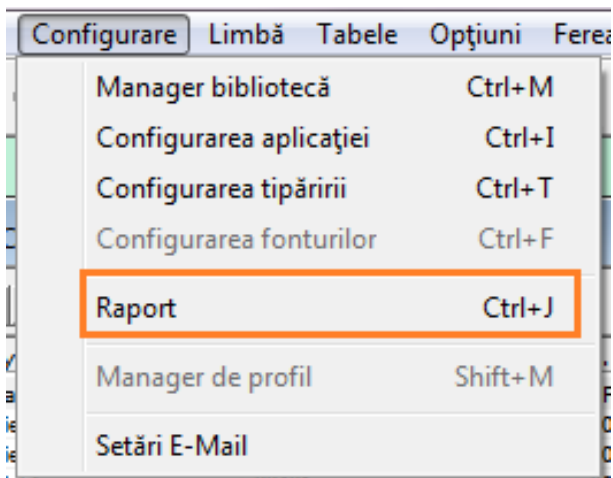 Configurare Limbă Tabele Opţiuni
Manager bibliotecă Ctrl+M
Configurarea aplicaţiei Ctrl+I
Configurarea tipăririi Ctrl+T
Configurarea fonturilor Ctrl+F
Raport Ctrl+J
Manager de profil Shift+M
Setări E-Mail